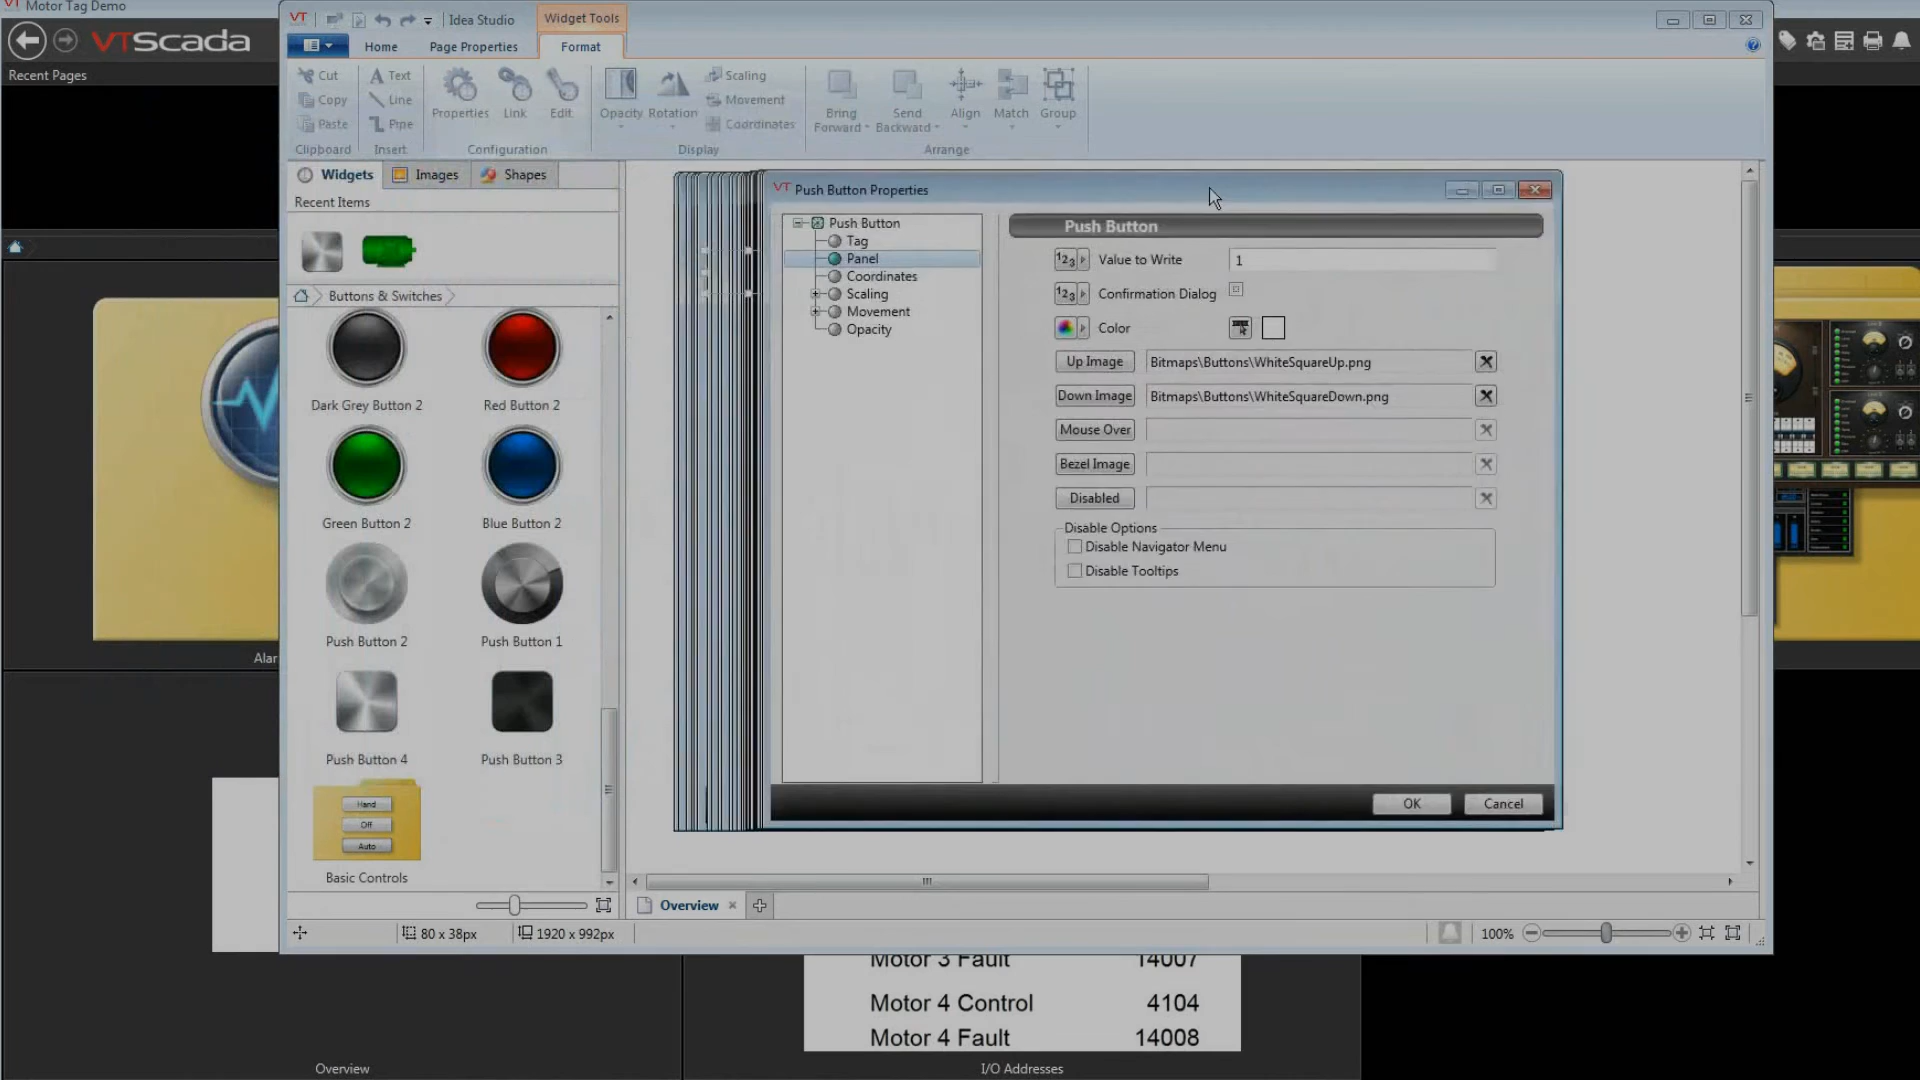 Motor Tag Demo
VTScada
Recent Pages
VT
Idea Studio
Widget Tools
Home
Page Properties
Format
Cut
Copy
Paste
Clipboard
Text
Line
Pipe
Insert
Properties
Link
Edit
Configuration
Opacity
Rotation
Scaling
Movement
Coordinates
Display
Bring Forward
Send Backward
Align
Match
Group
Arrange
Widgets
Images
Shapes
Recent Items
Buttons & Switches
Dark Grey Button 2
Red Button 2
Green Button 2
Blue Button 2
Push Button 2
Push Button 1
Push Button 4
Push Button 3
Hand
Off
Auto
Basic Controls
VT Push Button Properties
Push Button
Tag
Panel
Coordinates
Scaling
Movement
Opacity
Push Button
Value to Write
1
Confirmation Dialog
Color
Up Image
Bitmaps\Buttons\WhiteSquareUp.png
Down Image
Bitmaps\Buttons\WhiteSquareDown.png
Mouse Over
Bezel Image
Disabled
Disable Options
Disable Navigator Menu
Disable Tooltips
OK
Cancel
Overview
80 x 38px
1920 x 992px
100%
Alar
Motor 3 Fault 14007
Motor 4 Control 4104
Motor 4 Fault 14008
Overview
I/O Addresses